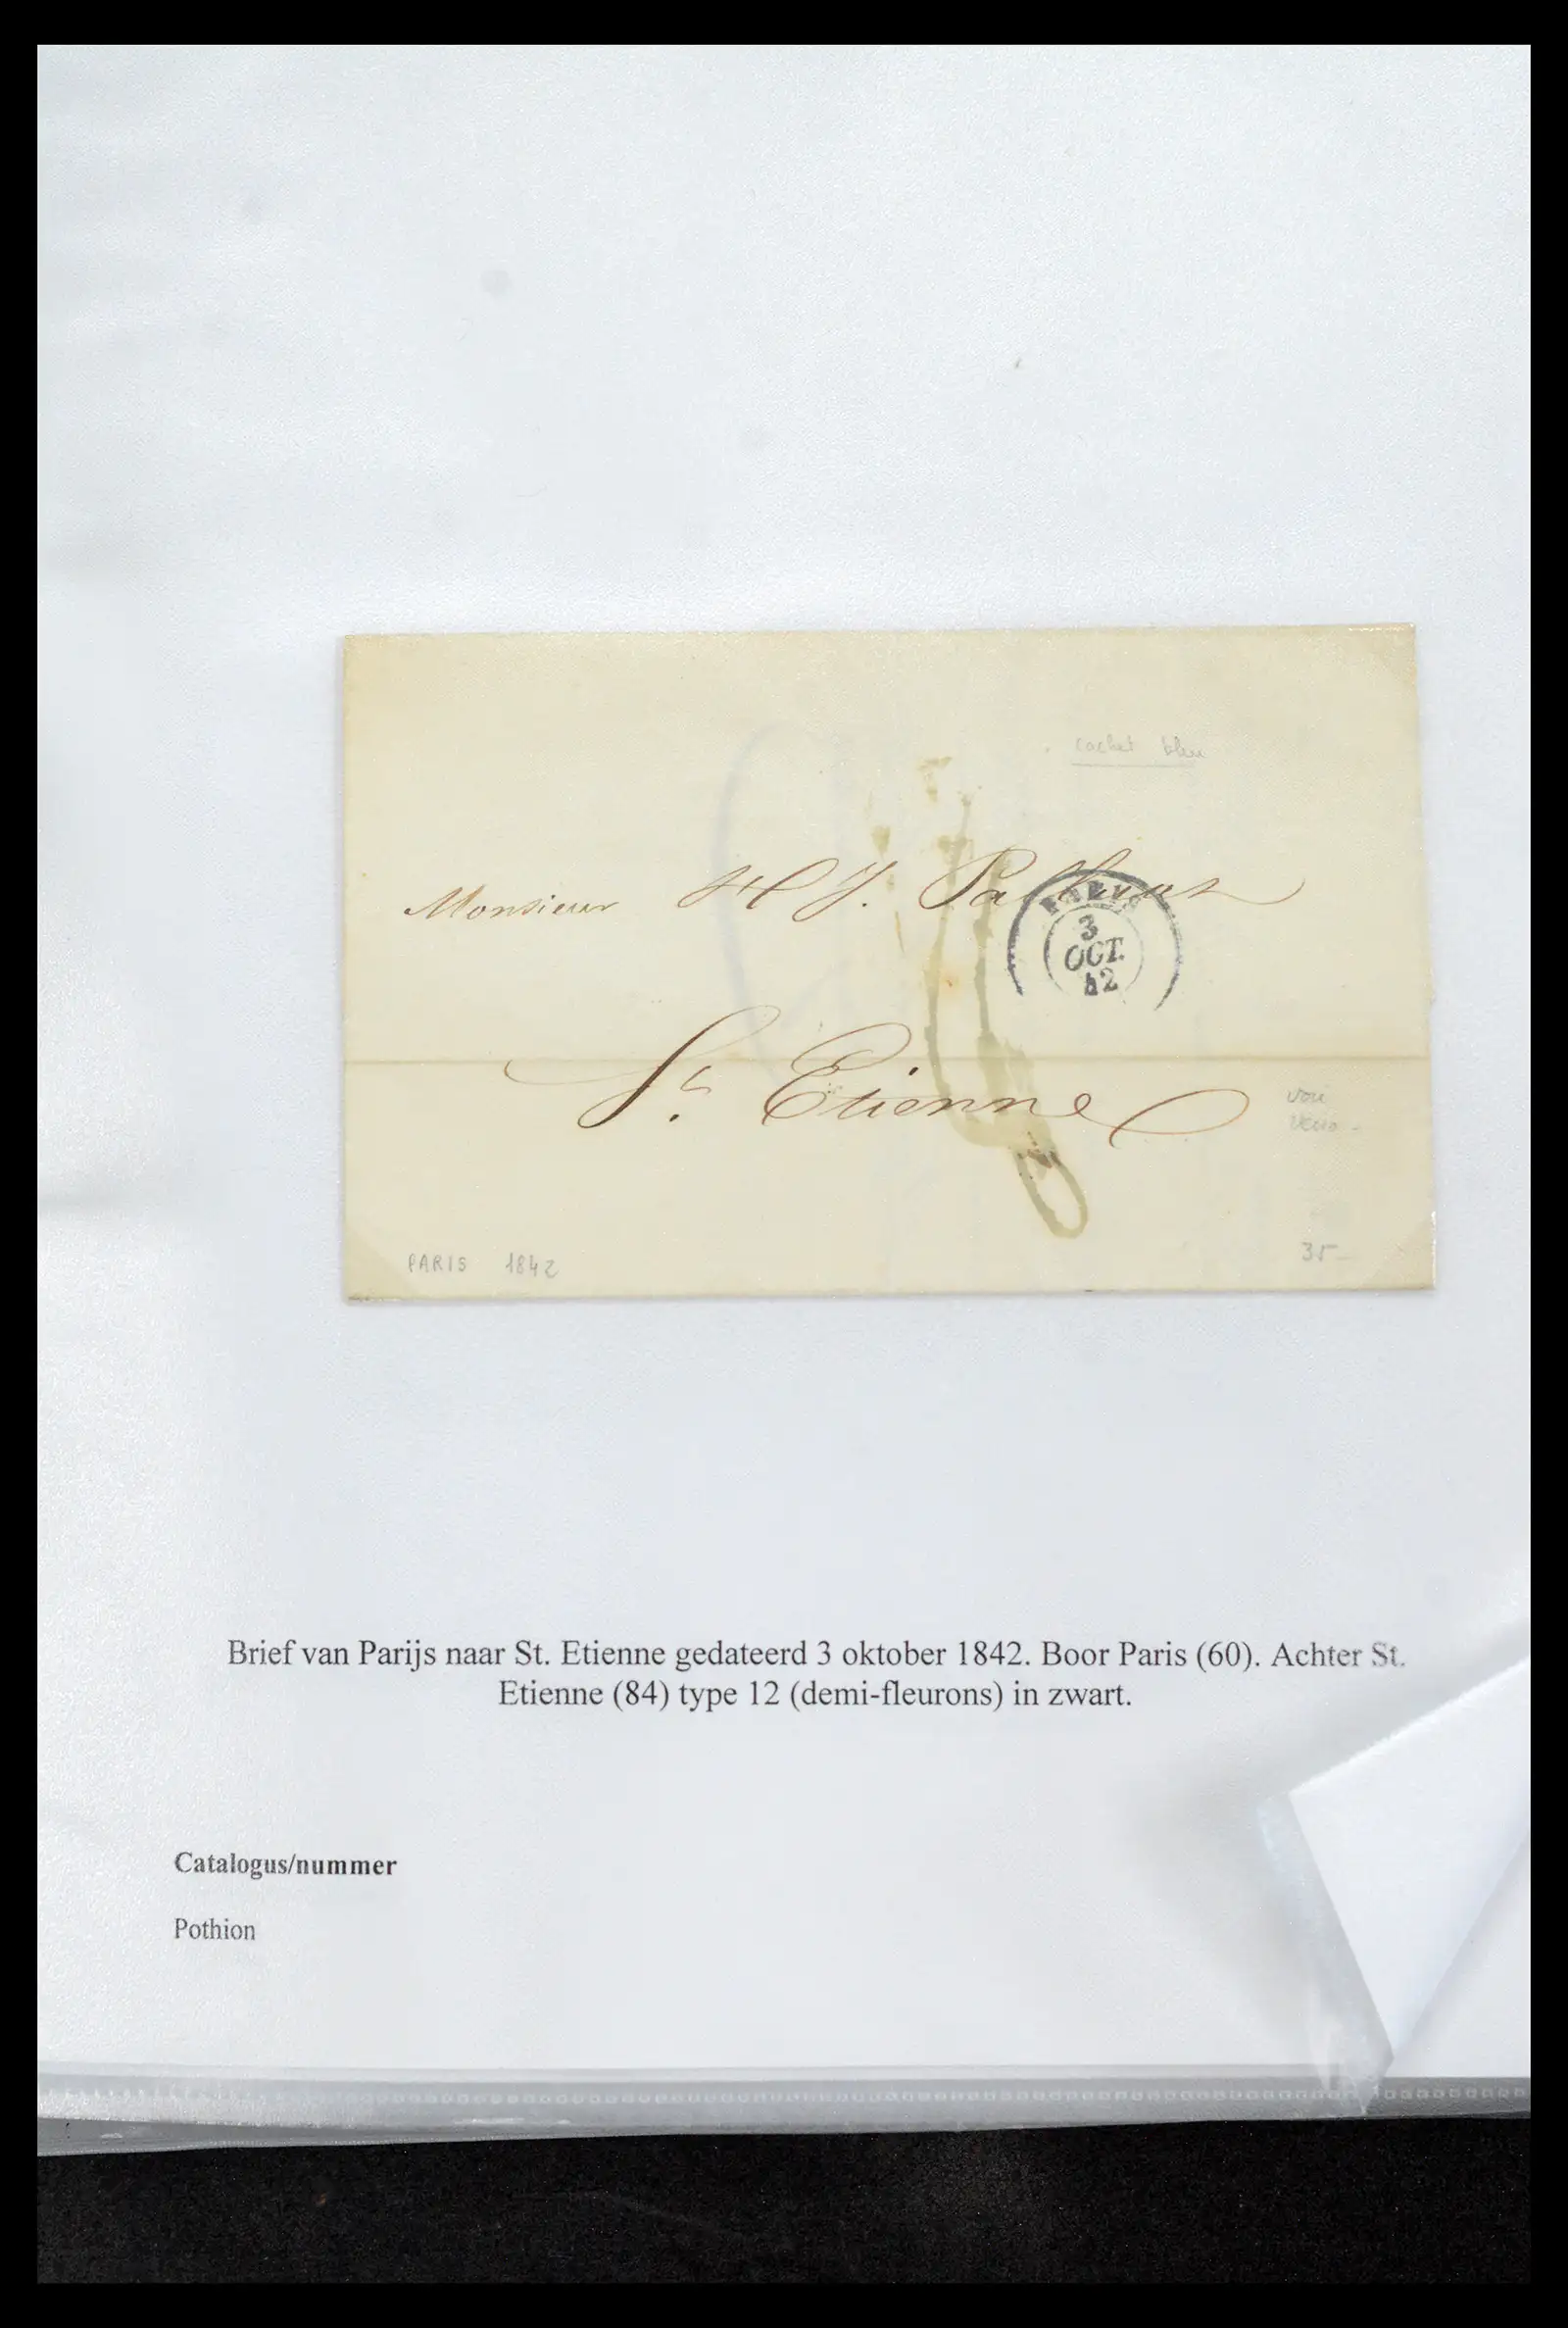 cachet bleu
Monsieur H J.
PARIS
3
OCT.
42
St. Etienne
voir
verso -
PARIS 1842
35-
Brief van Parijs naar St. Etienne gedateerd 3 oktober 1842. Boor Paris (60). Achter St.
Etienne (84) type 12 (demi-fleurons) in zwart.
Catalogus/nummer
Pothion